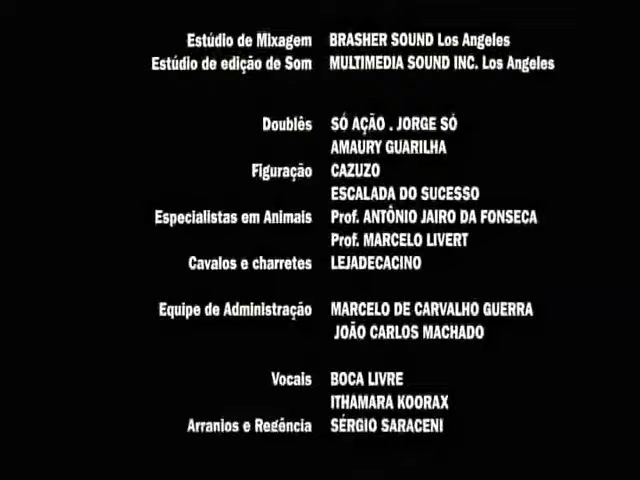 Estúdio de Mixagem BRASHER SOUND Los Angeles
Estúdio de edição de Som MULTIMEDIA SOUND INC. Los Angeles
Doublês SÓ AÇÃO . JORGE SÓ
AMAURY GUARILHA
Figuração CAZUZO
ESCALADA DO SUCESSO
Especialistas em Animais Prof. ANTÔNIO JAIRO DA FONSECA
Prof. MARCELO LIVERT
Cavalos e charretes LEJADECACINO
Equipe de Administração MARCELO DE CARVALHO GUERRA
JOÃO CARLOS MACHADO
Vocais BOCA LIVRE
ITHAMARA KOORAX
Arranjos e Regência SÉRGIO SARACENI